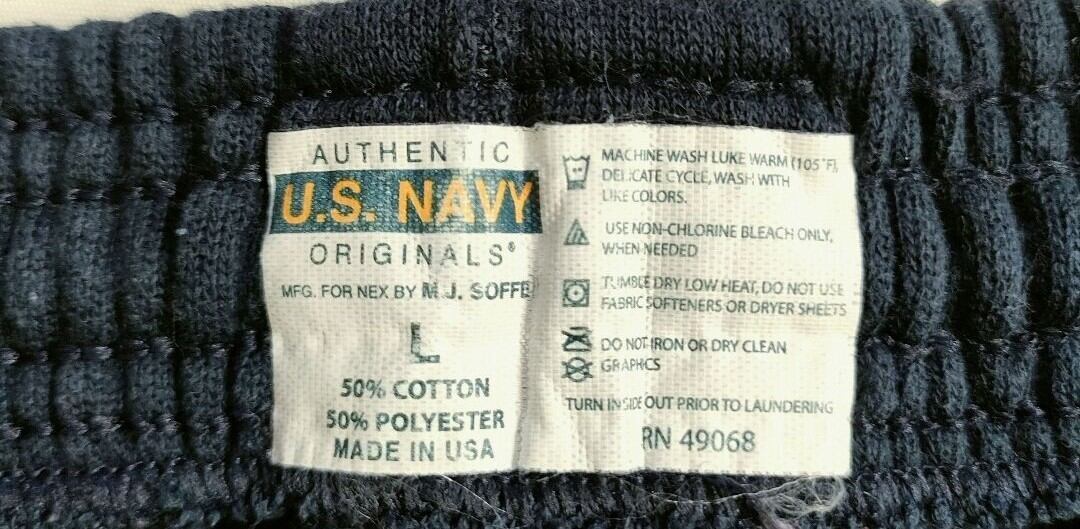 AUTHENTIC
U.S. NAVY
ORIGINALS®
MFG. FOR NEX BY M.J. SOFFE
L
50% COTTON
50% POLYESTER
MADE IN USA
MACHINE WASH LUKE WARM (105°F),
DELICATE CYCLE, WASH WITH
LIKE COLORS.
USE NON-CHLORINE BLEACH ONLY,
WHEN NEEDED
TUMBLE DRY LOW HEAT, DO NOT USE
FABRIC SOFTENERS OR DRYER SHEETS
DO NOT IRON OR DRY CLEAN
GRAPHICS
TURN INSIDE OUT PRIOR TO LAUNDERING
RN 49068